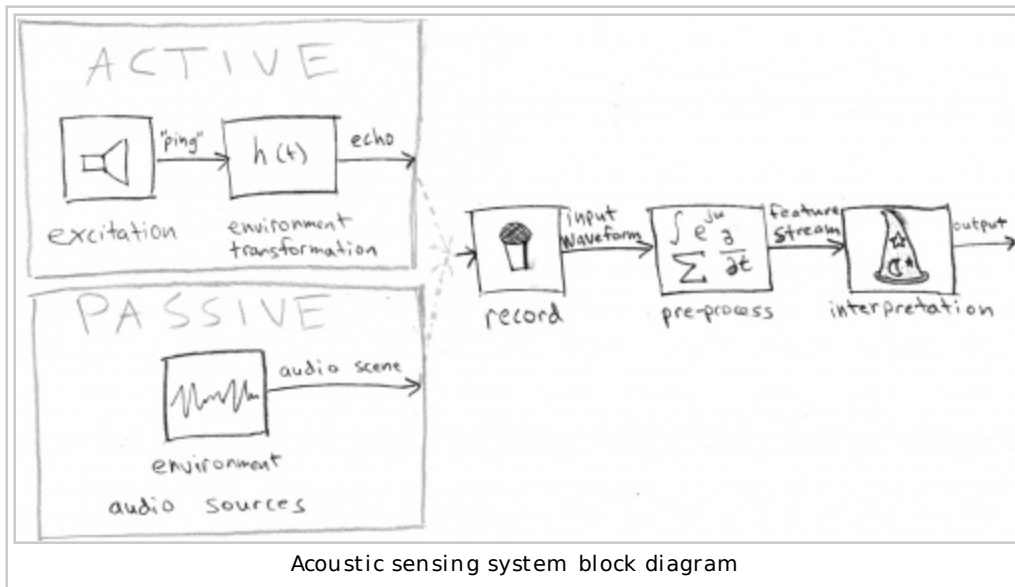 ACTIVE
"ping"
h(t)
echo
excitation
environment
transformation
PASSIVE
audio scene
environment
audio sources
record
input
waveform
∫ e^jω ∂
∑ ∂t
pre-process
feature
stream
interpretation
output
Acoustic sensing system block diagram